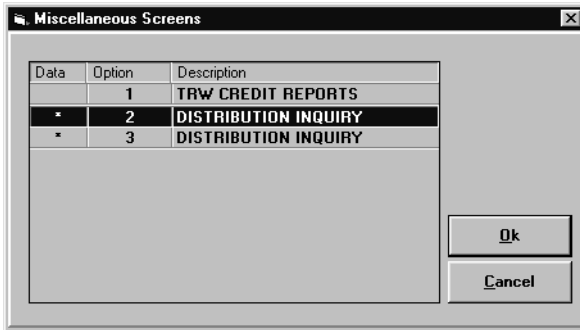 Miscellaneous Screens
Data Option Description
1 TRW CREDIT REPORTS
* 2 DISTRIBUTION INQUIRY
* 3 DISTRIBUTION INQUIRY
Ok
Cancel